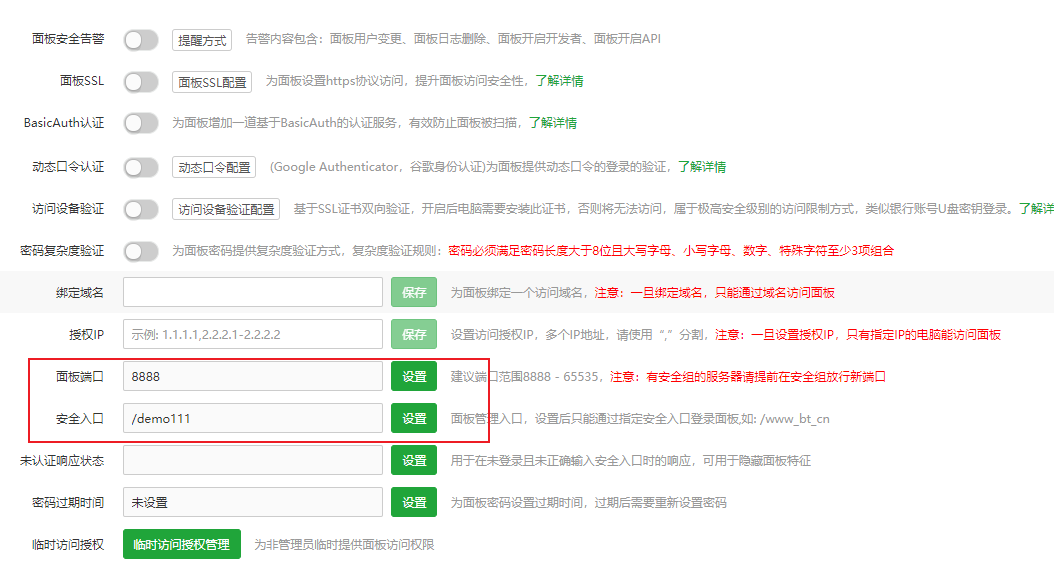 面板安全告警 提醒方式 告警内容包含：面板用户变更、面板日志删除、面板开启开发者、面板开启API
面板SSL 面板SSL配置 为面板设置https协议访问，提升面板访问安全性，了解详情
BasicAuth认证 为面板增加一道基于BasicAuth的认证服务，有效防止面板被扫描，了解详情
动态口令认证 动态口令配置 (Google Authenticator，谷歌身份认证)为面板提供动态口令的登录的验证，了解详情
访问设备验证 访问设备验证配置 基于SSL证书双向验证，开启后电脑需要安装此证书，否则将无法访问，属于极高安全级别的访问限制方式，类似银行账号U盘密钥登录。了解详
密码复杂度验证 为面板密码提供复杂度验证方式，复杂度验证规则：密码必须满足密码长度大于8位且大写字母、小写字母、数字、特殊字符至少3项组合
绑定域名 保存 为面板绑定一个访问域名，注意：一旦绑定域名，只能通过域名访问面板
授权IP 示例: 1.1.1.1,2.2.2.1-2.2.2.2 保存 设置访问授权IP，多个IP地址，请使用 “,” 分割，注意：一旦设置授权IP，只有指定IP的电脑能访问面板
面板端口 8888 设置 建议端口范围8888 - 65535，注意：有安全组的服务器请提前在安全组放行新端口
安全入口 /demo111 设置 面板管理入口，设置后只能通过指定安全入口登录面板,如: /www_bt_cn
未认证响应状态 设置 用于在未登录且未正确输入安全入口时的响应，可用于隐藏面板特征
密码过期时间 未设置 设置 为面板密码设置过期时间，过期后需要重新设置密码
临时访问授权 临时访问授权管理 为非管理员临时提供面板访问权限